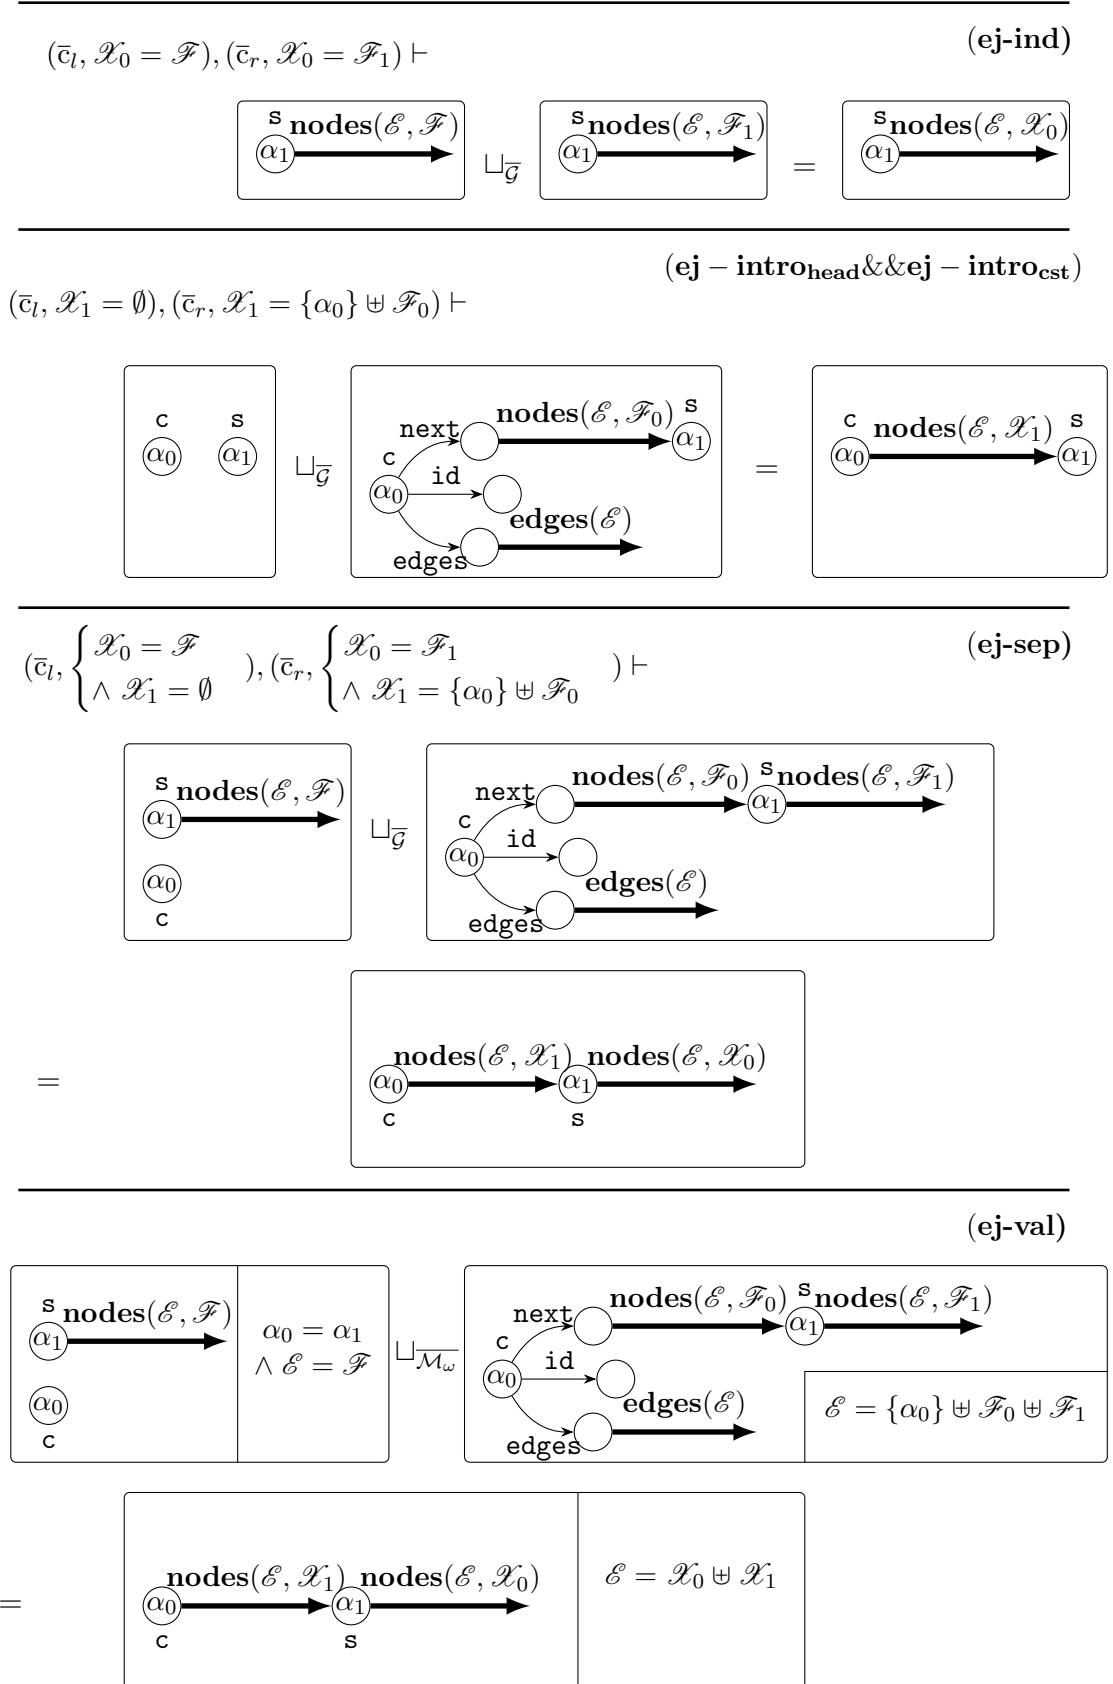 (ej-ind)
(c̅_l, 𝒳_0 = ℱ), (c̅_r, 𝒳_0 = ℱ_1) ⊢
s nodes(ℰ, ℱ) s nodes(ℰ, ℱ_1) s nodes(ℰ, 𝒳_0)
α_1 ⊔_𝒢̅ α_1 = α_1
(ej − intro_head&&ej − intro_cst)
(c̅_l, 𝒳_1 = ∅), (c̅_r, 𝒳_1 = {α_0} ⊎ ℱ_0) ⊢
c s next nodes(ℰ, ℱ_0) s c nodes(ℰ, 𝒳_1) s
α_0 α_1 ⊔_𝒢̅ c α_0 id α_1 = α_0 α_1
edges(ℰ)
edges
(ej-sep)
(c̅_l, { 𝒳_0 = ℱ ∧ 𝒳_1 = ∅ ), (c̅_r, { 𝒳_0 = ℱ_1 ∧ 𝒳_1 = {α_0} ⊎ ℱ_0 ) ⊢
s nodes(ℰ, ℱ) next nodes(ℰ, ℱ_0) s nodes(ℰ, ℱ_1)
α_1 ⊔_𝒢̅ c α_1
α_0 α_0 id
c edges edges(ℰ)
nodes(ℰ, 𝒳_1) nodes(ℰ, 𝒳_0)
= α_0 α_1
c s
(ej-val)
s nodes(ℰ, ℱ) next nodes(ℰ, ℱ_0) s nodes(ℰ, ℱ_1)
α_1 α_0 = α_1 c α_1
∧ ℰ = ℱ ⊔_ℳ_ω̅ α_0 id
α_0 edges(ℰ) ℰ = {α_0} ⊎ ℱ_0 ⊎ ℱ_1
c edges
nodes(ℰ, 𝒳_1) nodes(ℰ, 𝒳_0) ℰ = 𝒳_0 ⊎ 𝒳_1
= α_0 α_1
c s